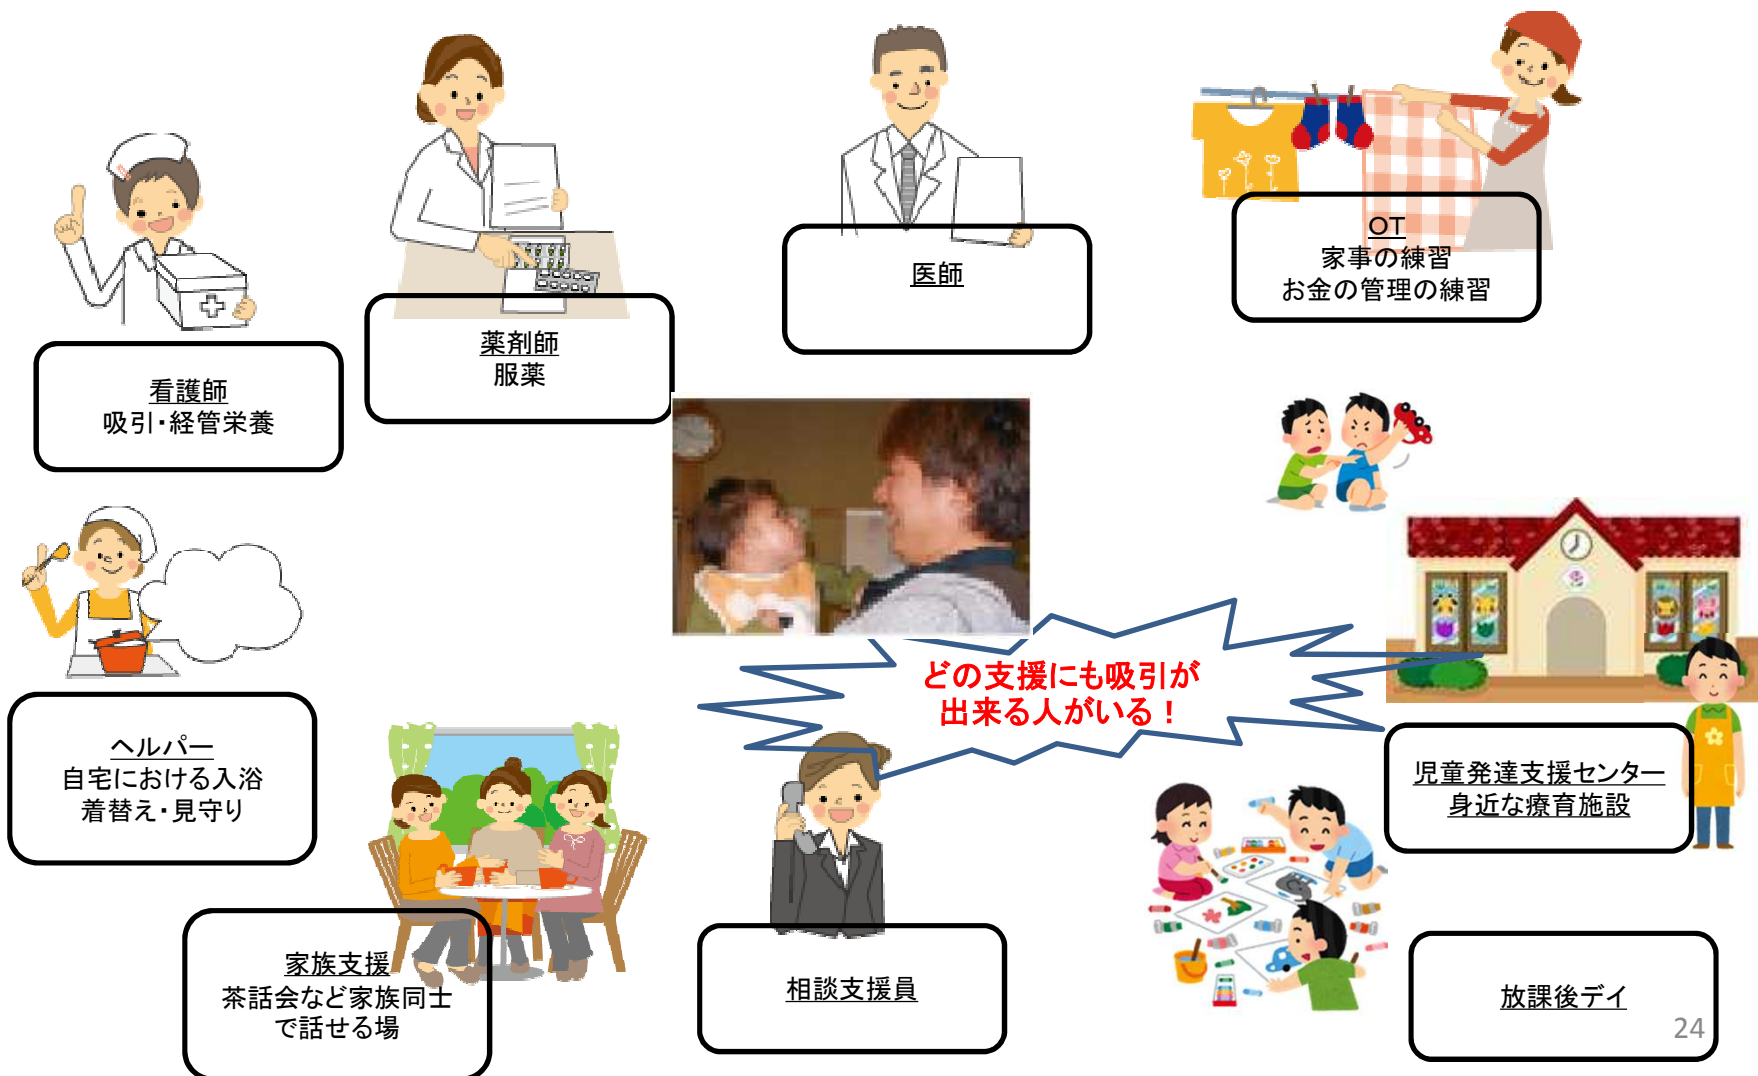 看護師
吸引・経管栄養
薬剤師
服薬
医師
OT
家事の練習
お金の管理の練習
どの支援にも吸引が
出来る人がいる！
ヘルパー
自宅における入浴
着替え・見守り
児童発達支援センター
身近な療育施設
家族支援
茶話会など家族同士
で話せる場
相談支援員
放課後デイ
24